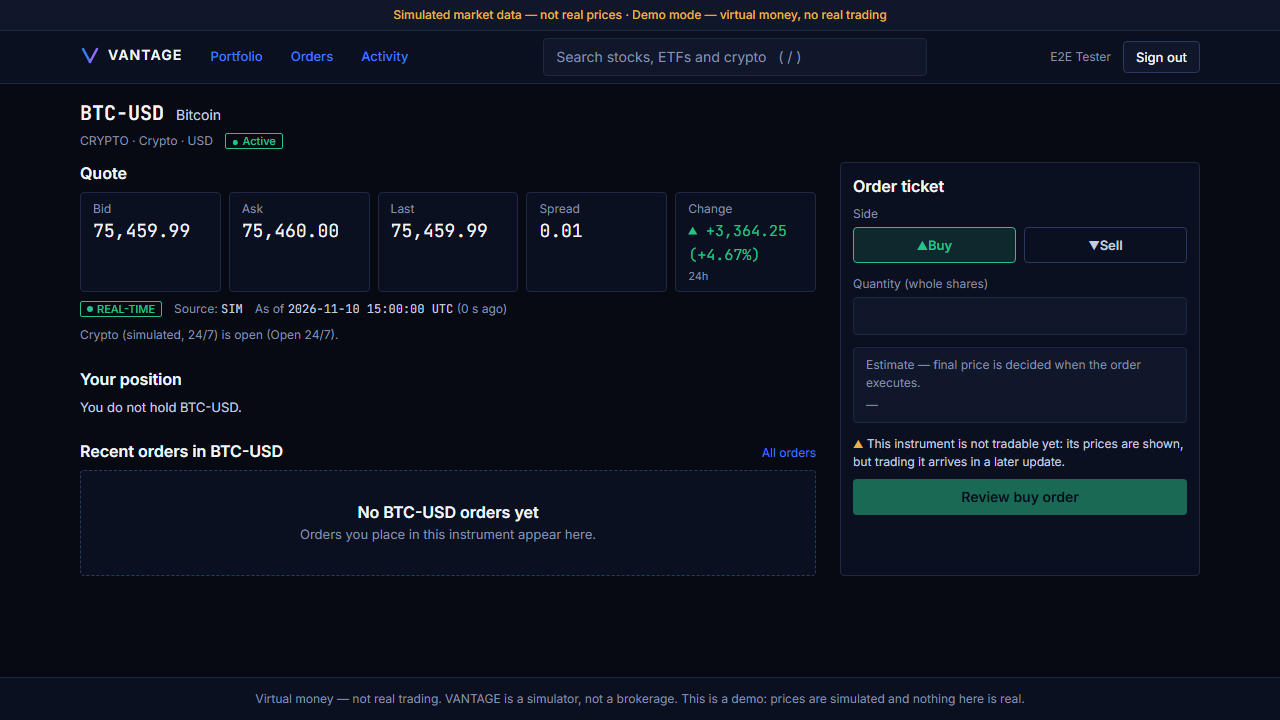 Simulated market data — not real prices · Demo mode — virtual money, no real trading
VANTAGE
Portfolio
Orders
Activity
Search stocks, ETFs and crypto ( / )
E2E Tester
Sign out
BTC-USD Bitcoin
CRYPTO · Crypto · USD
Active
Quote
Bid
75,459.99
Ask
75,460.00
Last
75,459.99
Spread
0.01
Change
▲ +3,364.25
(+4.67%)
24h
REAL-TIME Source: SIM As of 2026-11-10 15:00:00 UTC (0 s ago)
Crypto (simulated, 24/7) is open (Open 24/7).
Your position
You do not hold BTC-USD.
Recent orders in BTC-USD
All orders
No BTC-USD orders yet
Orders you place in this instrument appear here.
Order ticket
Side
▲Buy
▼Sell
Quantity (whole shares)
Estimate — final price is decided when the order
executes.
—
▲ This instrument is not tradable yet: its prices are shown,
but trading it arrives in a later update.
Review buy order
Virtual money — not real trading. VANTAGE is a simulator, not a brokerage. This is a demo: prices are simulated and nothing here is real.